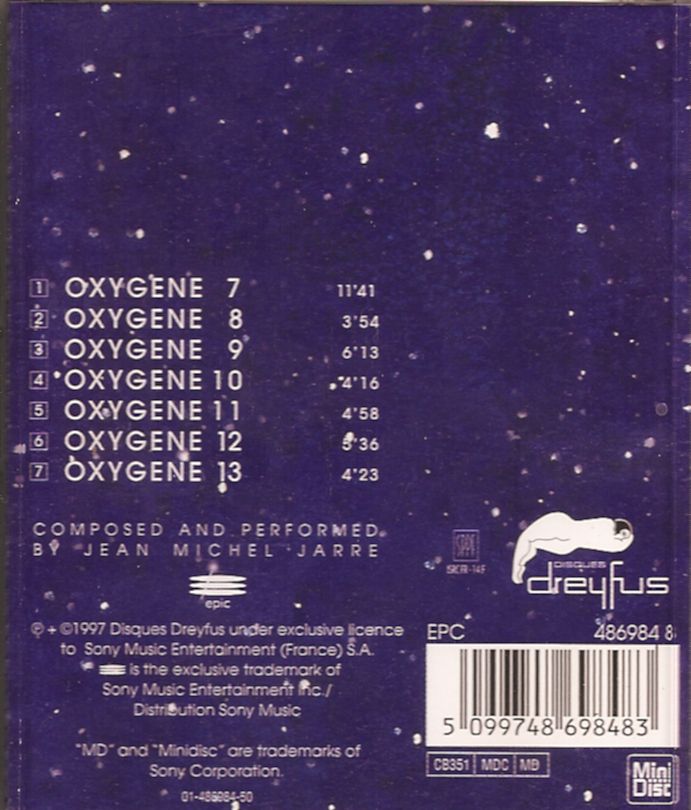 1 OXYGENE 7 11'41
2 OXYGENE 8 3'54
3 OXYGENE 9 6'13
4 OXYGENE 10 4'16
5 OXYGENE 11 4'58
6 OXYGENE 12 5'36
7 OXYGENE 13 4'23
COMPOSED AND PERFORMED
BY JEAN MICHEL JARRE
epic
℗ + ©1997 Disques Dreyfus under exclusive licence
to Sony Music Entertainment (France) S.A.
is the exclusive trademark of
Sony Music Entertainment Inc./
Distribution Sony Music
"MD" and "Minidisc" are trademarks of
Sony Corporation.
01-486984-50
SPPF
DISQUES
dreyfus
EPC 486984 8
5 099748 698483
CB351 MDC MD
Mini
Disc